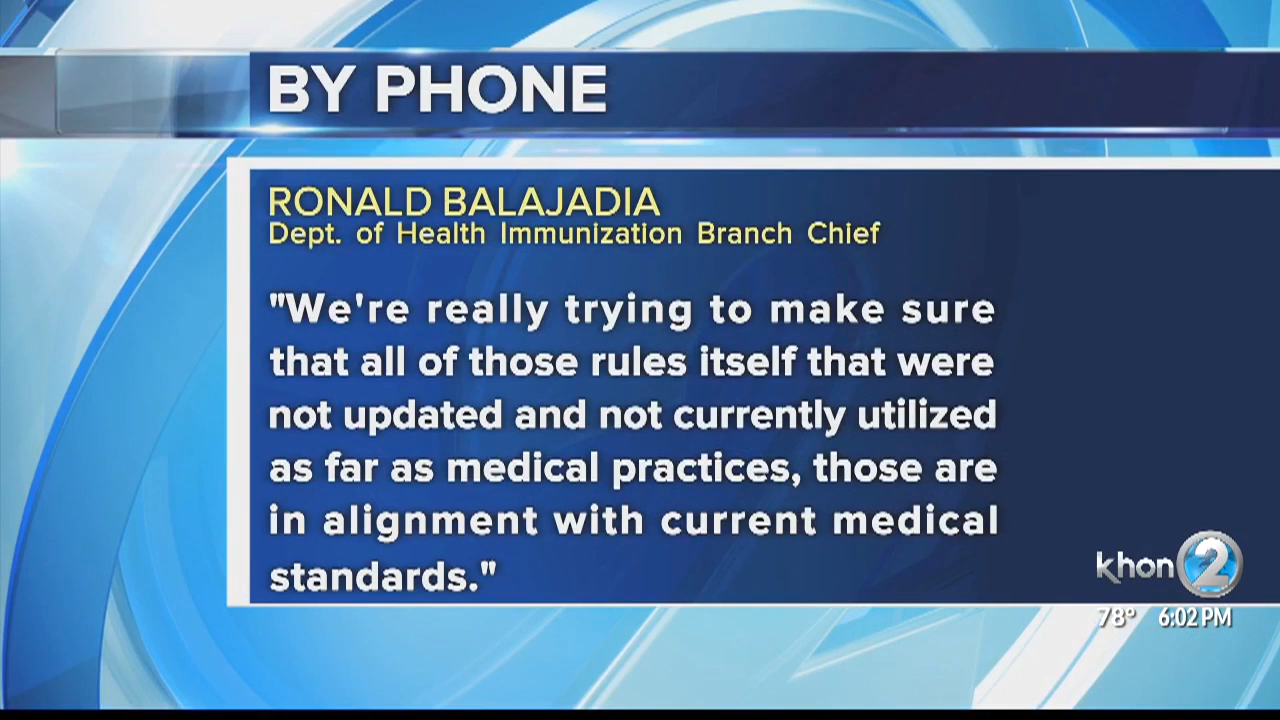 BY PHONE
RONALD BALAJADIA
Dept. of Health Immunization Branch Chief
"We're really trying to make sure
that all of those rules itself that were
not updated and not currently utilized
as far as medical practices, those are
in alignment with current medical
standards."
khon 2
78° 6:02 PM